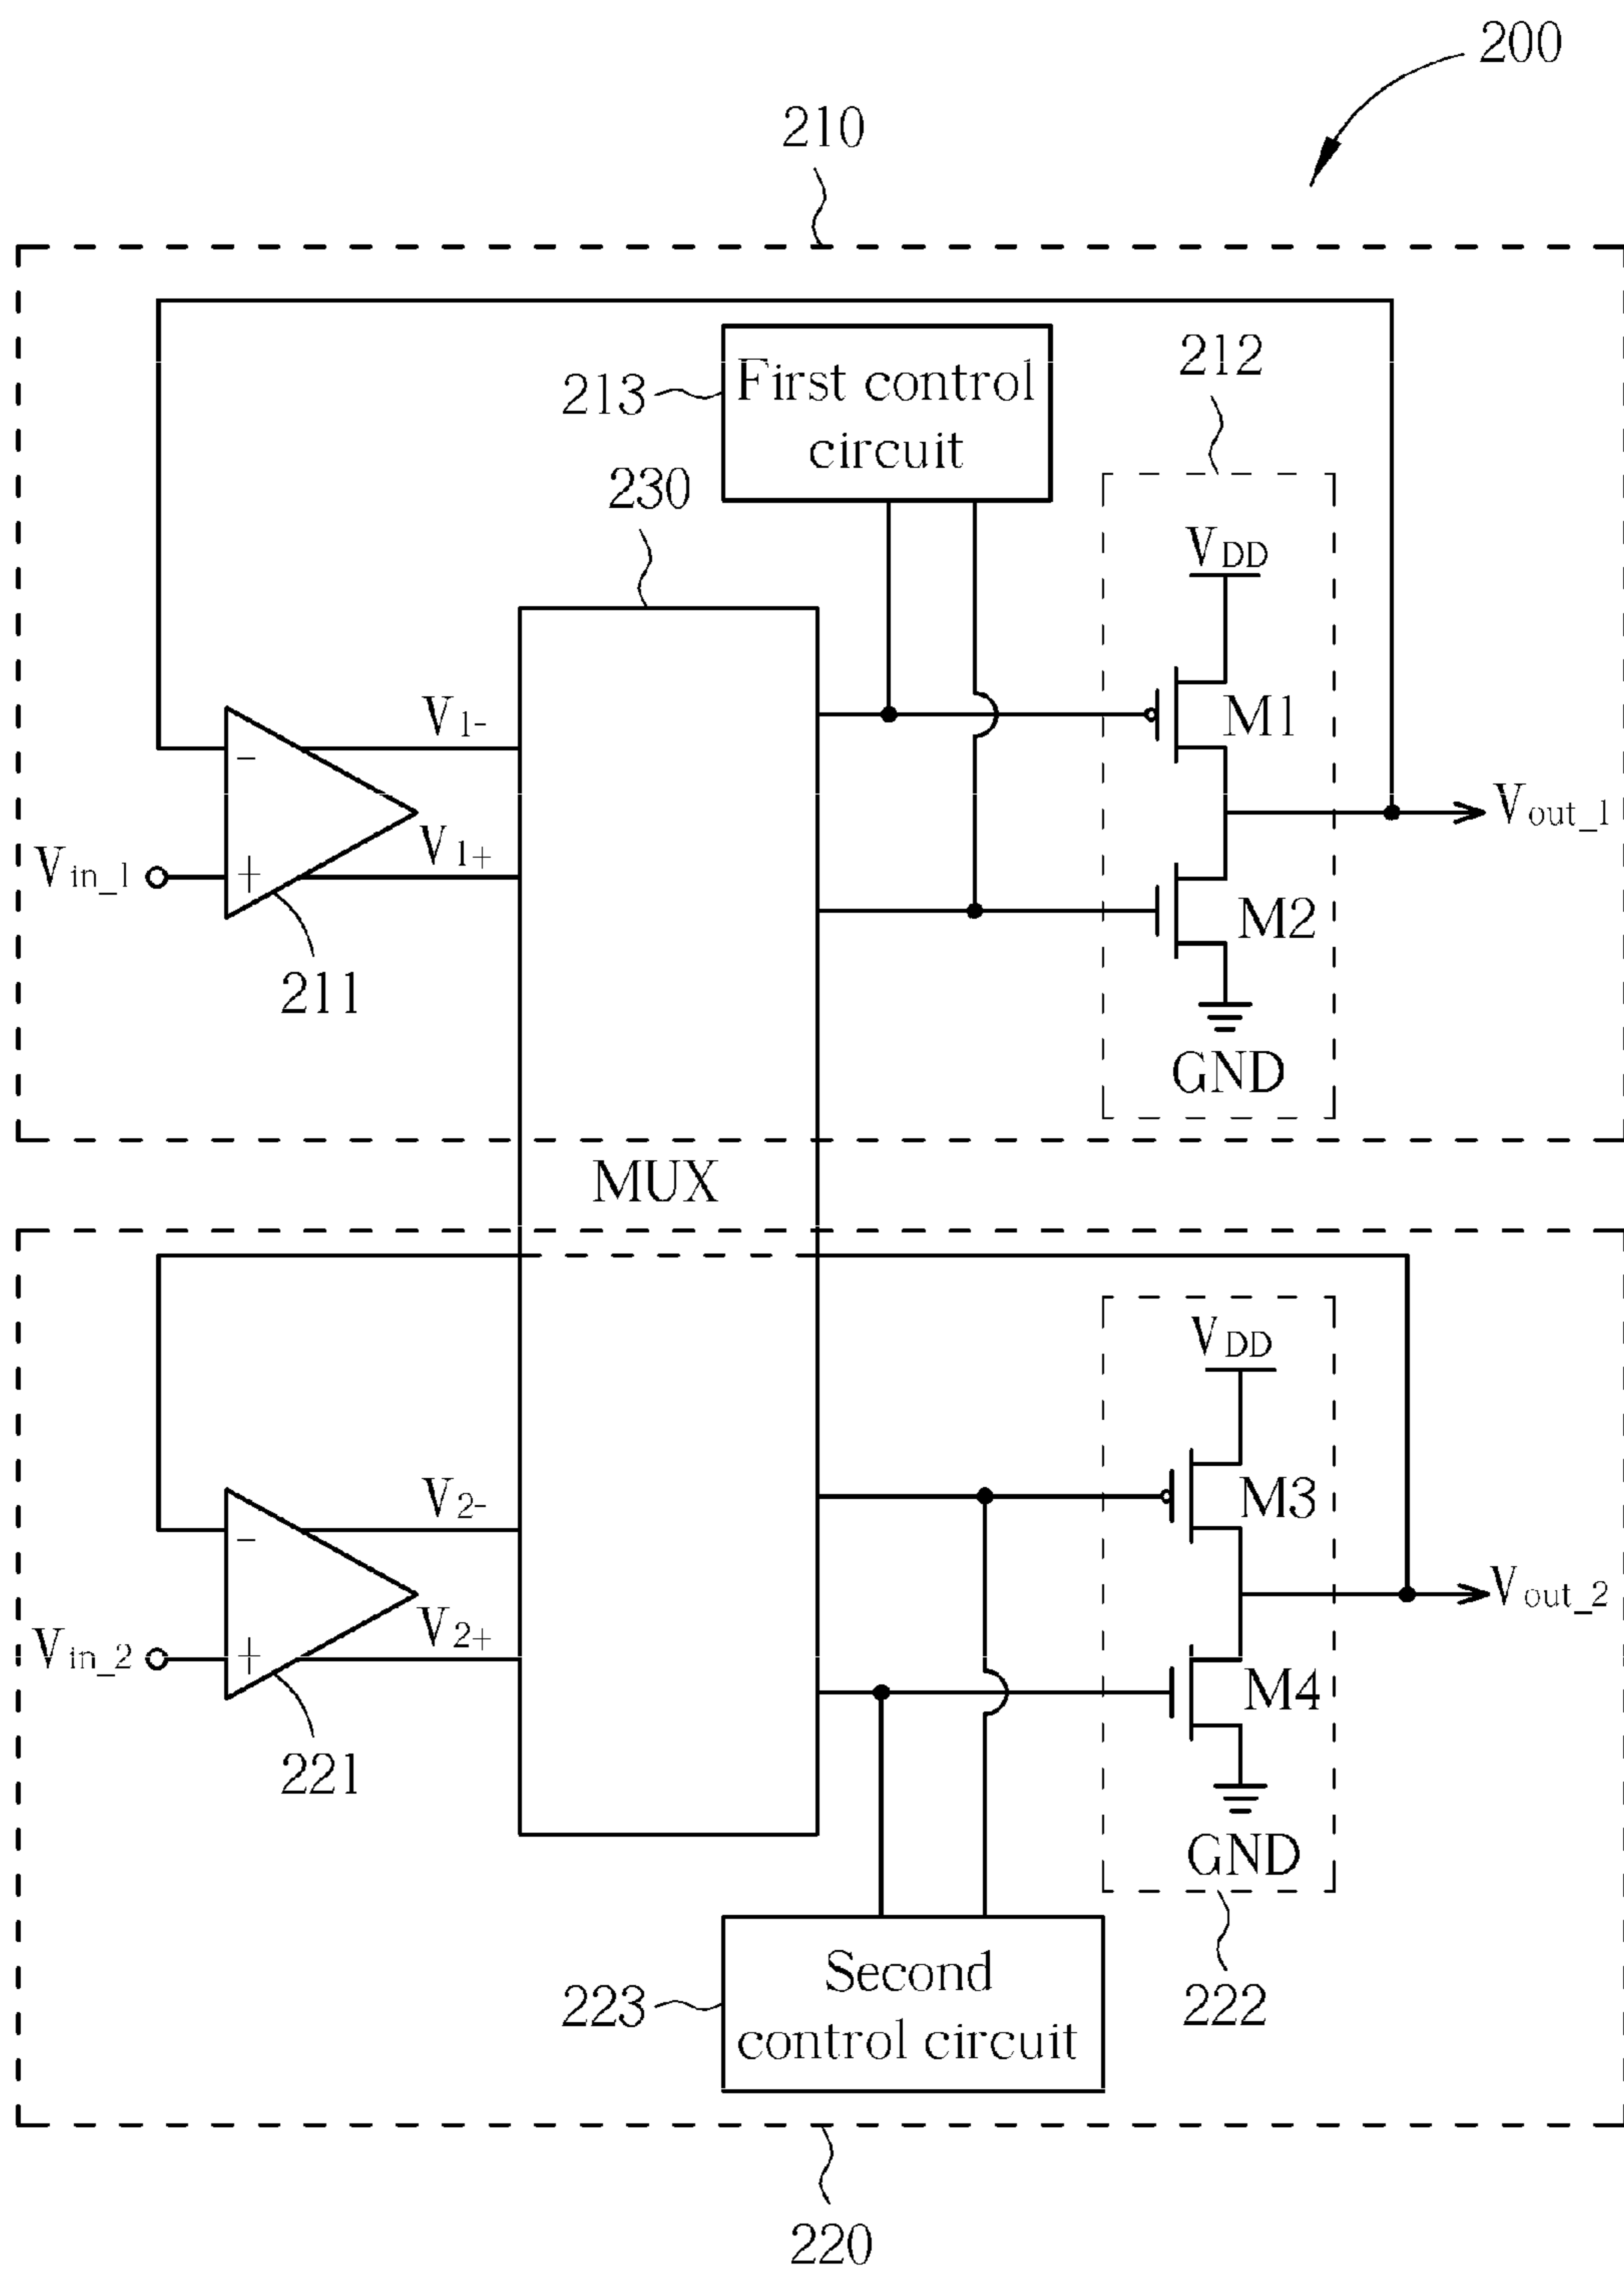 200
210
212
213
First control
circuit
230
VDD
V1-
M1
Vout_1
V1+
Vin_1
M2
211
GND
MUX
VDD
V2-
M3
Vout_2
V2+
Vin_2
M4
221
GND
Second
control circuit
223
222
220